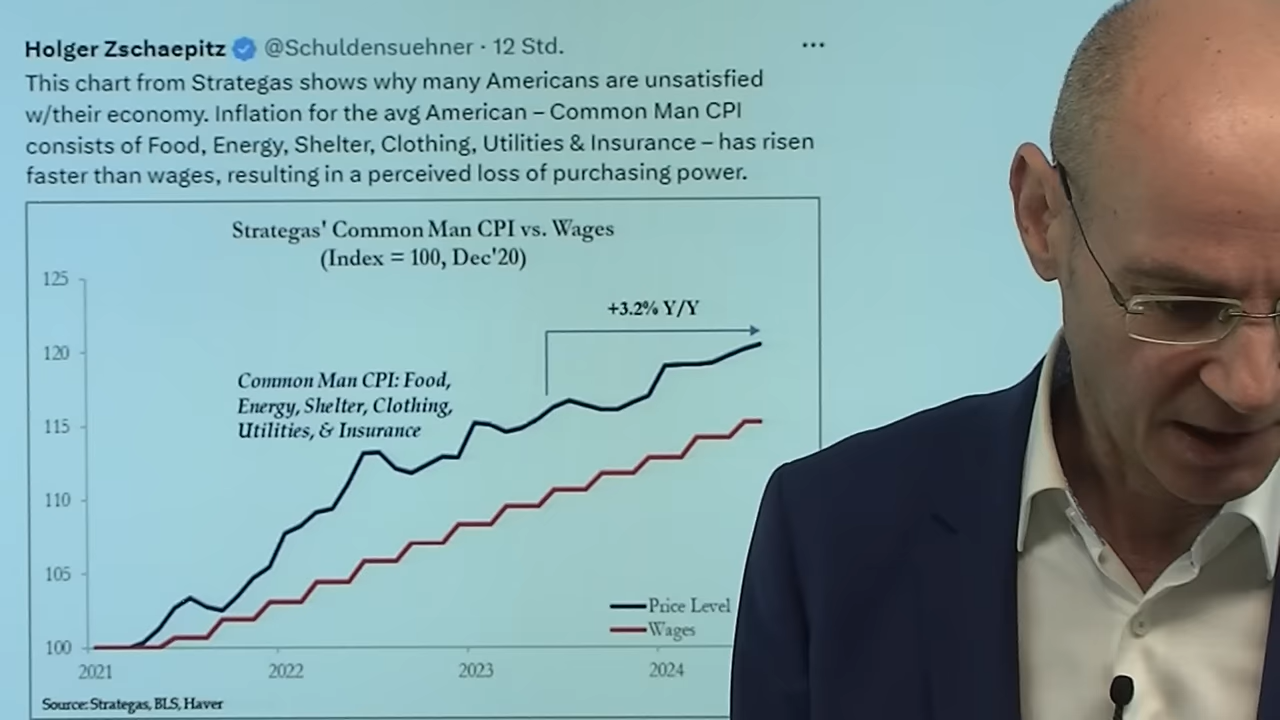 Holger Zschaepitz @Schuldensuehner · 12 Std. ...
This chart from Strategas shows why many Americans are unsatisfied
w/their economy. Inflation for the avg American – Common Man CPI
consists of Food, Energy, Shelter, Clothing, Utilities & Insurance – has risen
faster than wages, resulting in a perceived loss of purchasing power.
Strategas' Common Man CPI vs. Wages
(Index = 100, Dec'20)
125
+3.2% Y/Y
120
Common Man CPI: Food,
Energy, Shelter, Clothing,
Utilities, & Insurance
115
110
105
Price Level
Wages
100
2021 2022 2023 2024
Source: Strategas, BLS, Haver